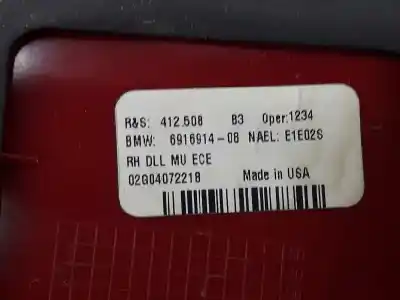 R&S: 412.508 B3 Oper:1234
BMW: 6916914-08 NAEL: E1E02S
RH DLL MU ECE
02G04072218 Made in USA